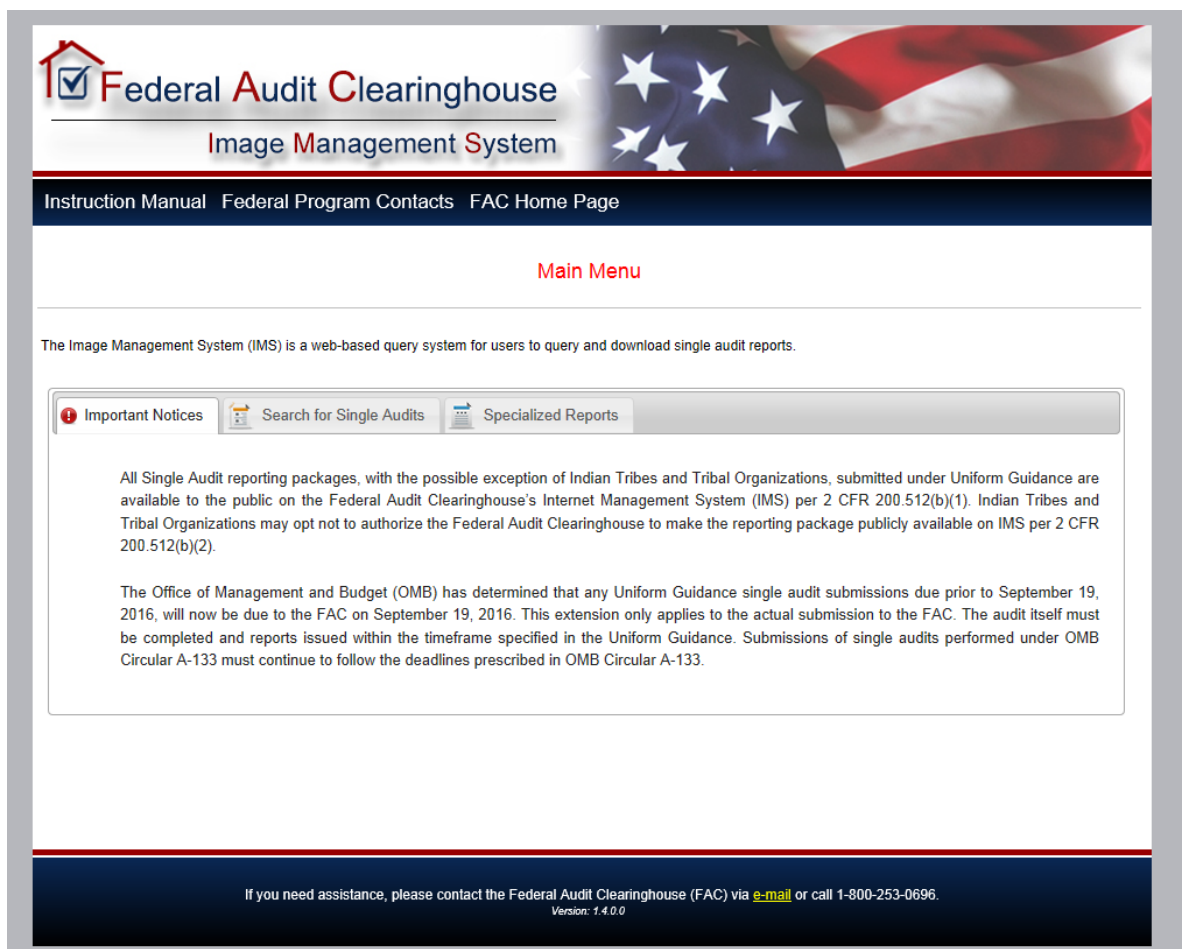 Federal Audit Clearinghouse
Image Management System
Instruction Manual Federal Program Contacts FAC Home Page
Main Menu
The Image Management System (IMS) is a web-based query system for users to query and download single audit reports.
Important Notices Search for Single Audits Specialized Reports
All Single Audit reporting packages, with the possible exception of Indian Tribes and Tribal Organizations, submitted under Uniform Guidance are
available to the public on the Federal Audit Clearinghouse's Internet Management System (IMS) per 2 CFR 200.512(b)(1). Indian Tribes and
Tribal Organizations may opt not to authorize the Federal Audit Clearinghouse to make the reporting package publicly available on IMS per 2 CFR
200.512(b)(2).
The Office of Management and Budget (OMB) has determined that any Uniform Guidance single audit submissions due prior to September 19,
2016, will now be due to the FAC on September 19, 2016. This extension only applies to the actual submission to the FAC. The audit itself must
be completed and reports issued within the timeframe specified in the Uniform Guidance. Submissions of single audits performed under OMB
Circular A-133 must continue to follow the deadlines prescribed in OMB Circular A-133.
If you need assistance, please contact the Federal Audit Clearinghouse (FAC) via e-mail or call 1-800-253-0696.
Version: 1.4.0.0